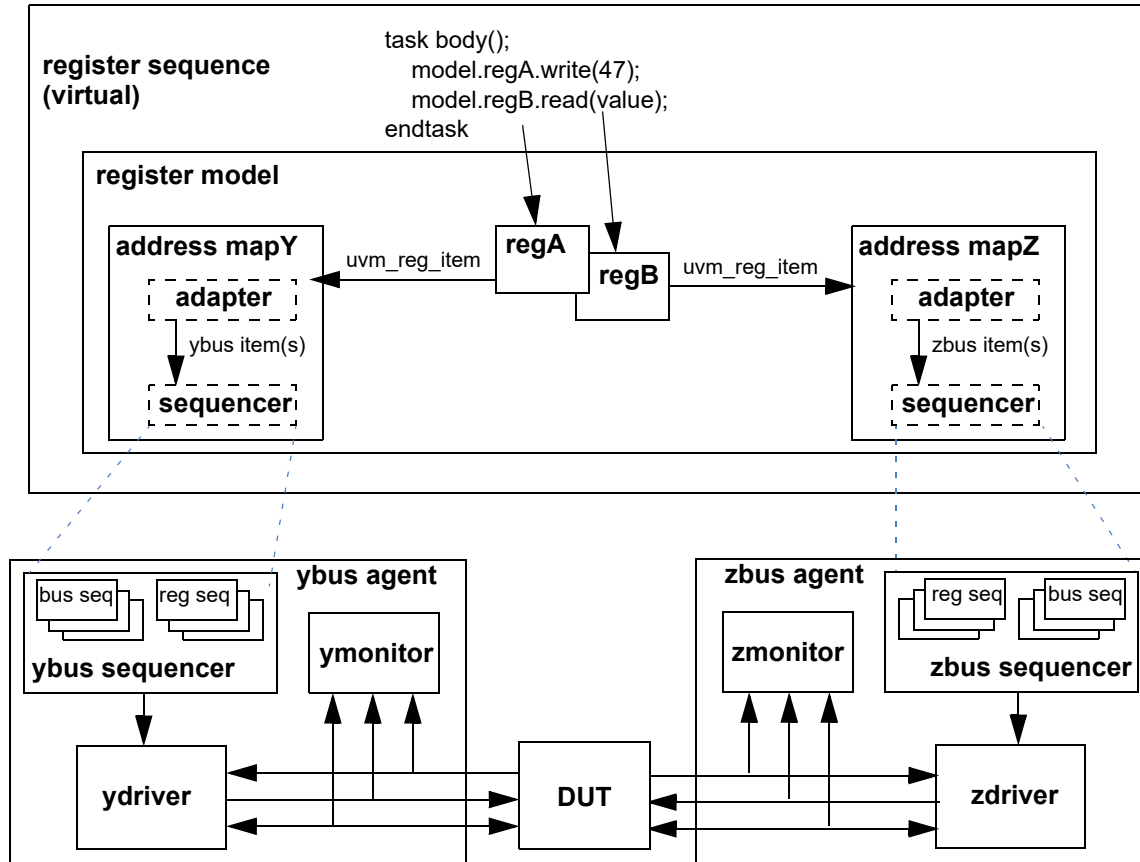 task body();
model.regA.write(47);
model.regB.read(value);
endtask
register sequence
(virtual)
register model
address mapY
regA
address mapZ
uvm_reg_item
regB
uvm_reg_item
adapter
adapter
ybus item(s)
zbus item(s)
sequencer
sequencer
ybus agent
zbus agent
bus seq
reg seq
reg seq
bus seq
ymonitor
zmonitor
ybus sequencer
zbus sequencer
ydriver
DUT
zdriver